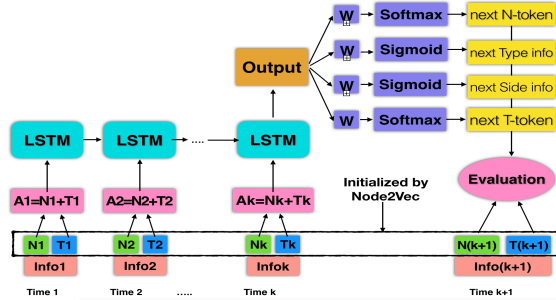 W Softmax next N-token
W Sigmoid next Type info
Output
W Sigmoid next Side info
W Softmax next T-token
LSTM LSTM .... LSTM
Evaluation
A1=N1+T1 A2=N2+T2 Ak=Nk+Tk
Initialized by
Node2Vec
N1 T1 N2 T2 Nk Tk N(k+1) T(k+1)
Info1 Info2 Infok Info(k+1)
Time 1 Time 2 ..... Time k Time k+1